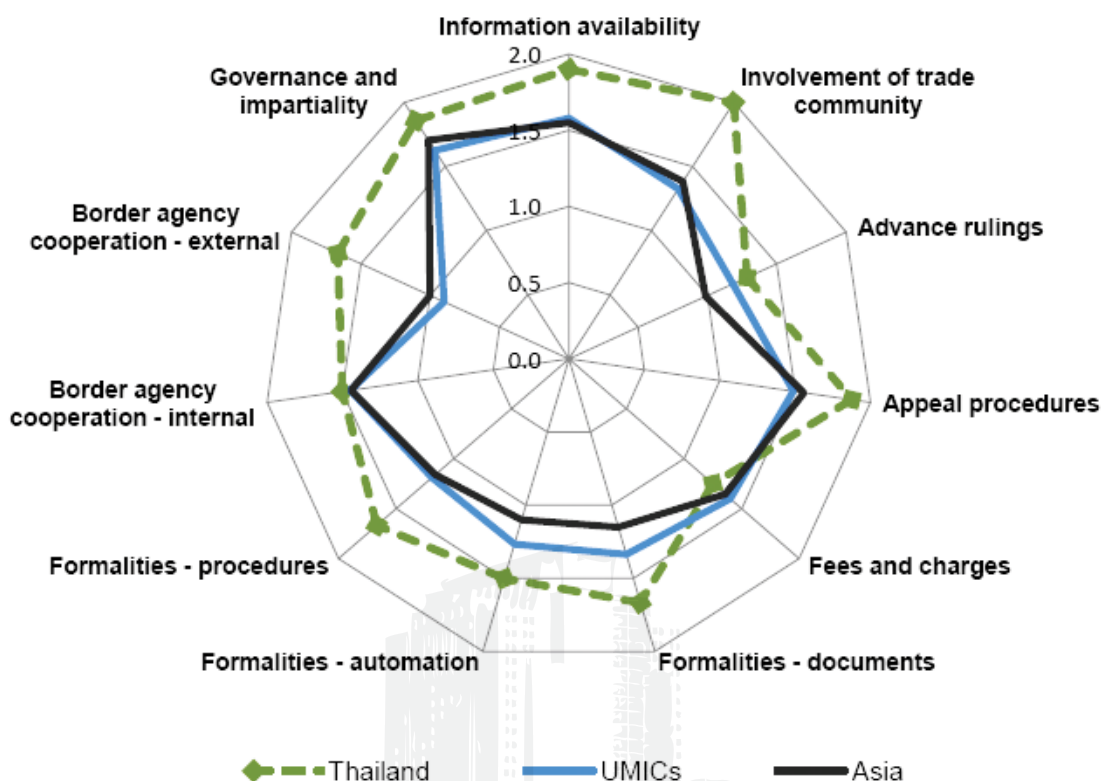 Information availability
2.0
Governance and
impartiality
Involvement of trade
community
1.5
Border agency
cooperation - external
1.0
Advance rulings
0.5
0.0
Border agency
cooperation - internal
Appeal procedures
Formalities - procedures
Fees and charges
Formalities - automation
Formalities - documents
Thailand
UMICs
Asia